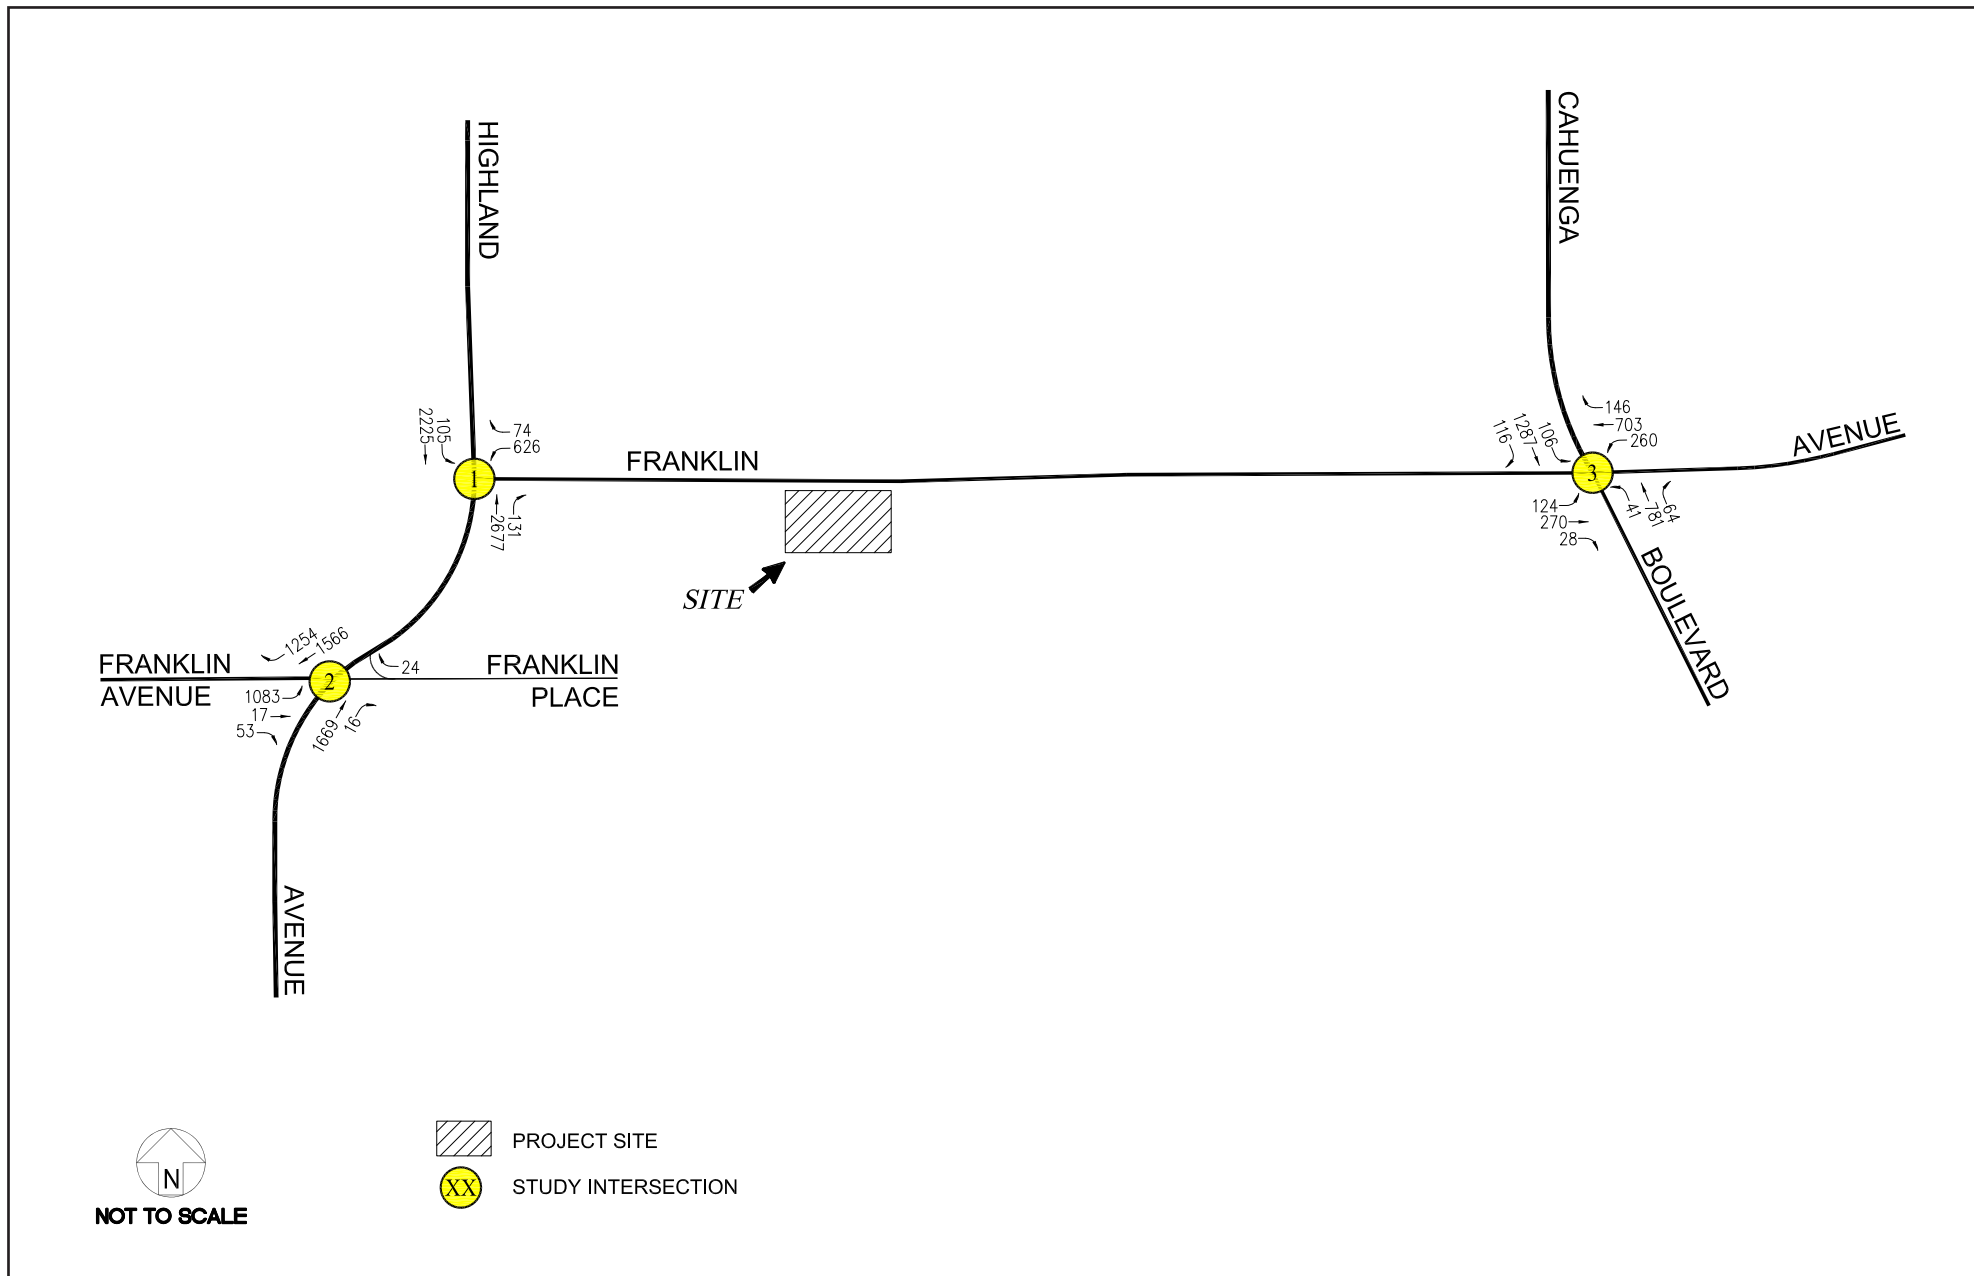 HIGHLAND
CAHUENGA
2225
105
74
626
1
FRANKLIN
2677
131
SITE
116
1287
106
146
703
260
3
AVENUE
124
270
28
41
781
64
BOULEVARD
1254
1566
FRANKLIN
AVENUE
2
24
FRANKLIN
PLACE
1083
17
53
1669
16
AVENUE
N
NOT TO SCALE
PROJECT SITE
XX
STUDY INTERSECTION